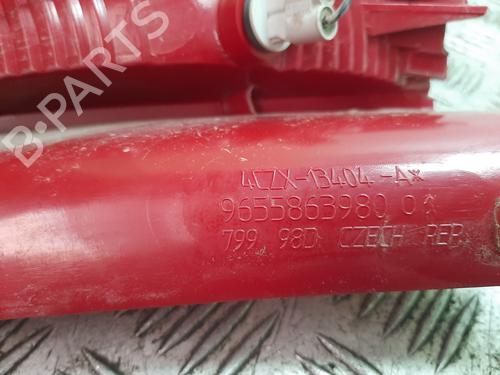 B-PARTS
4CZX-13404-A*
9655863980 0*
799 98D CZECH REP.